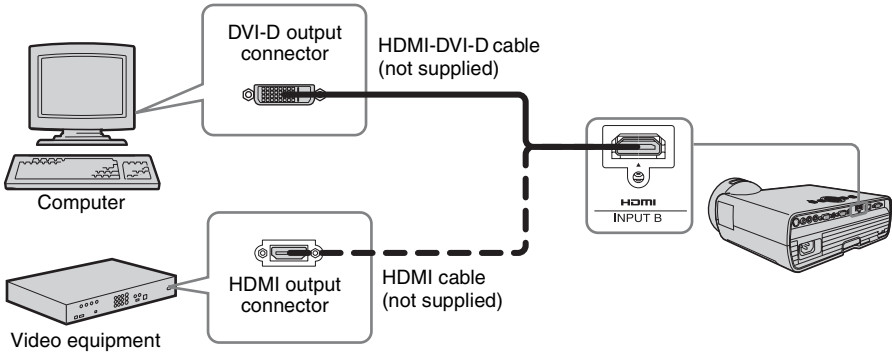 DVI-D output
connector
HDMI-DVI-D cable
(not supplied)
Computer
HDMI
INPUT B
HDMI output
connector
HDMI cable
(not supplied)
Video equipment